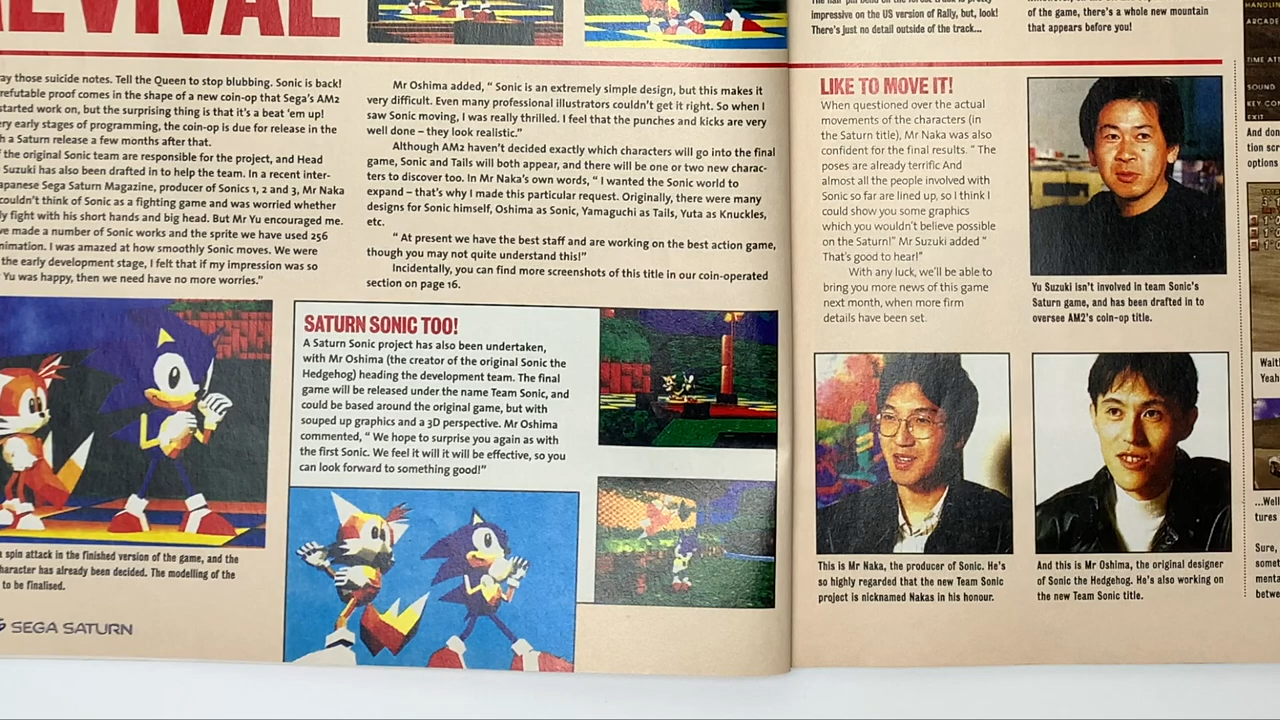 EVIVAL
ay those suicide notes. Tell the Queen to stop blubbing. Sonic is back!
refutable proof comes in the shape of a new coin-op that Sega's AM2
started work on, but the surprising thing is that it's a beat 'em up!
ry early stages of programming, the coin-op is due for release in the
h a Saturn release a few months after that.
the original Sonic team are responsible for the project, and Head
Suzuki has also been drafted in to help the team. In a recent inter-
apanese Sega Saturn Magazine, producer of Sonics 1, 2 and 3, Mr Naka
couldn't think of Sonic as a fighting game and was worried whether
ly fight with his short hands and big head. But Mr Yu encouraged me.
ve made a number of Sonic works and the sprite we have used 256
nimation. I was amazed at how smoothly Sonic moves. We were
the early development stage, I felt that if my impression was so
Yu was happy, then we need have no more worries."
Mr Oshima added, " Sonic is an extremely simple design, but this makes it
very difficult. Even many professional illustrators couldn't get it right. So when I
saw Sonic moving, I was really thrilled. I feel that the punches and kicks are very
well done – they look realistic."
Although AM2 haven't decided exactly which characters will go into the final
game, Sonic and Tails will both appear, and there will be one or two new charac-
ters to discover too. In Mr Naka's own words, " I wanted the Sonic world to
expand – that's why I made this particular request. Originally, there were many
designs for Sonic himself, Oshima as Sonic, Yamaguchi as Tails, Yuta as Knuckles,
etc.
" At present we have the best staff and are working on the best action game,
though you may not quite understand this!"
Incidentally, you can find more screenshots of this title in our coin-operated
section on page 16.
SATURN SONIC TOO!
A Saturn Sonic project has also been undertaken,
with Mr Oshima (the creator of the original Sonic the
Hedgehog) heading the development team. The final
game will be released under the name Team Sonic, and
could be based around the original game, but with
souped up graphics and a 3D perspective. Mr Oshima
commented, " We hope to surprise you again as with
the first Sonic. We feel it will it will be effective, so you
can look forward to something good!"
a spin attack in the finished version of the game, and the
haracter has already been decided. The modelling of the
to be finalised.
SEGA SATURN
impressive on the US version of Rally, but, look!
There's just no detail outside of the track...
of the game, there's a whole new mountain
that appears before you!
LIKE TO MOVE IT!
When questioned over the actual
movements of the characters (in
the Saturn title), Mr Naka was also
confident for the final results. " The
poses are already terrific And
almost all the people involved with
Sonic so far are lined up, so I think I
could show you some graphics
which you wouldn't believe possible
on the Saturn!" Mr Suzuki added "
That's good to hear!"
With any luck, we'll be able to
bring you more news of this game
next month, when more firm
details have been set.
Yu Suzuki isn't involved in team Sonic's
Saturn game, and has been drafted in to
oversee AM2's coin-op title.
This is Mr Naka, the producer of Sonic. He's
so highly regarded that the new Team Sonic
project is nicknamed Nakas in his honour.
And this is Mr Oshima, the original designer
of Sonic the Hedgehog. He's also working on
the new Team Sonic title.
HANDLIN
ARCADE
TIME ATT
SOUND
KEY CO
EXIT
And don
tion scr
options
Wait!
Yeah
...Well
tures
Sure,
somet
menta
betwe